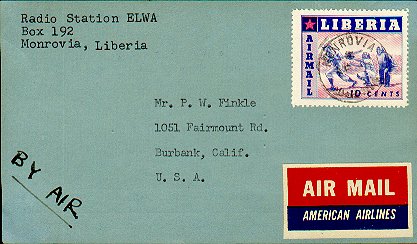 Radio Station ELWA
Box 192
Monrovia, Liberia
LIBERIA
AIRMAIL
MONROVIA
10 CENTS
Mr. P. W. Finkle
1051 Fairmount Rd.
Burbank, Calif.
U. S. A.
BY AIR
AIR MAIL
AMERICAN AIRLINES